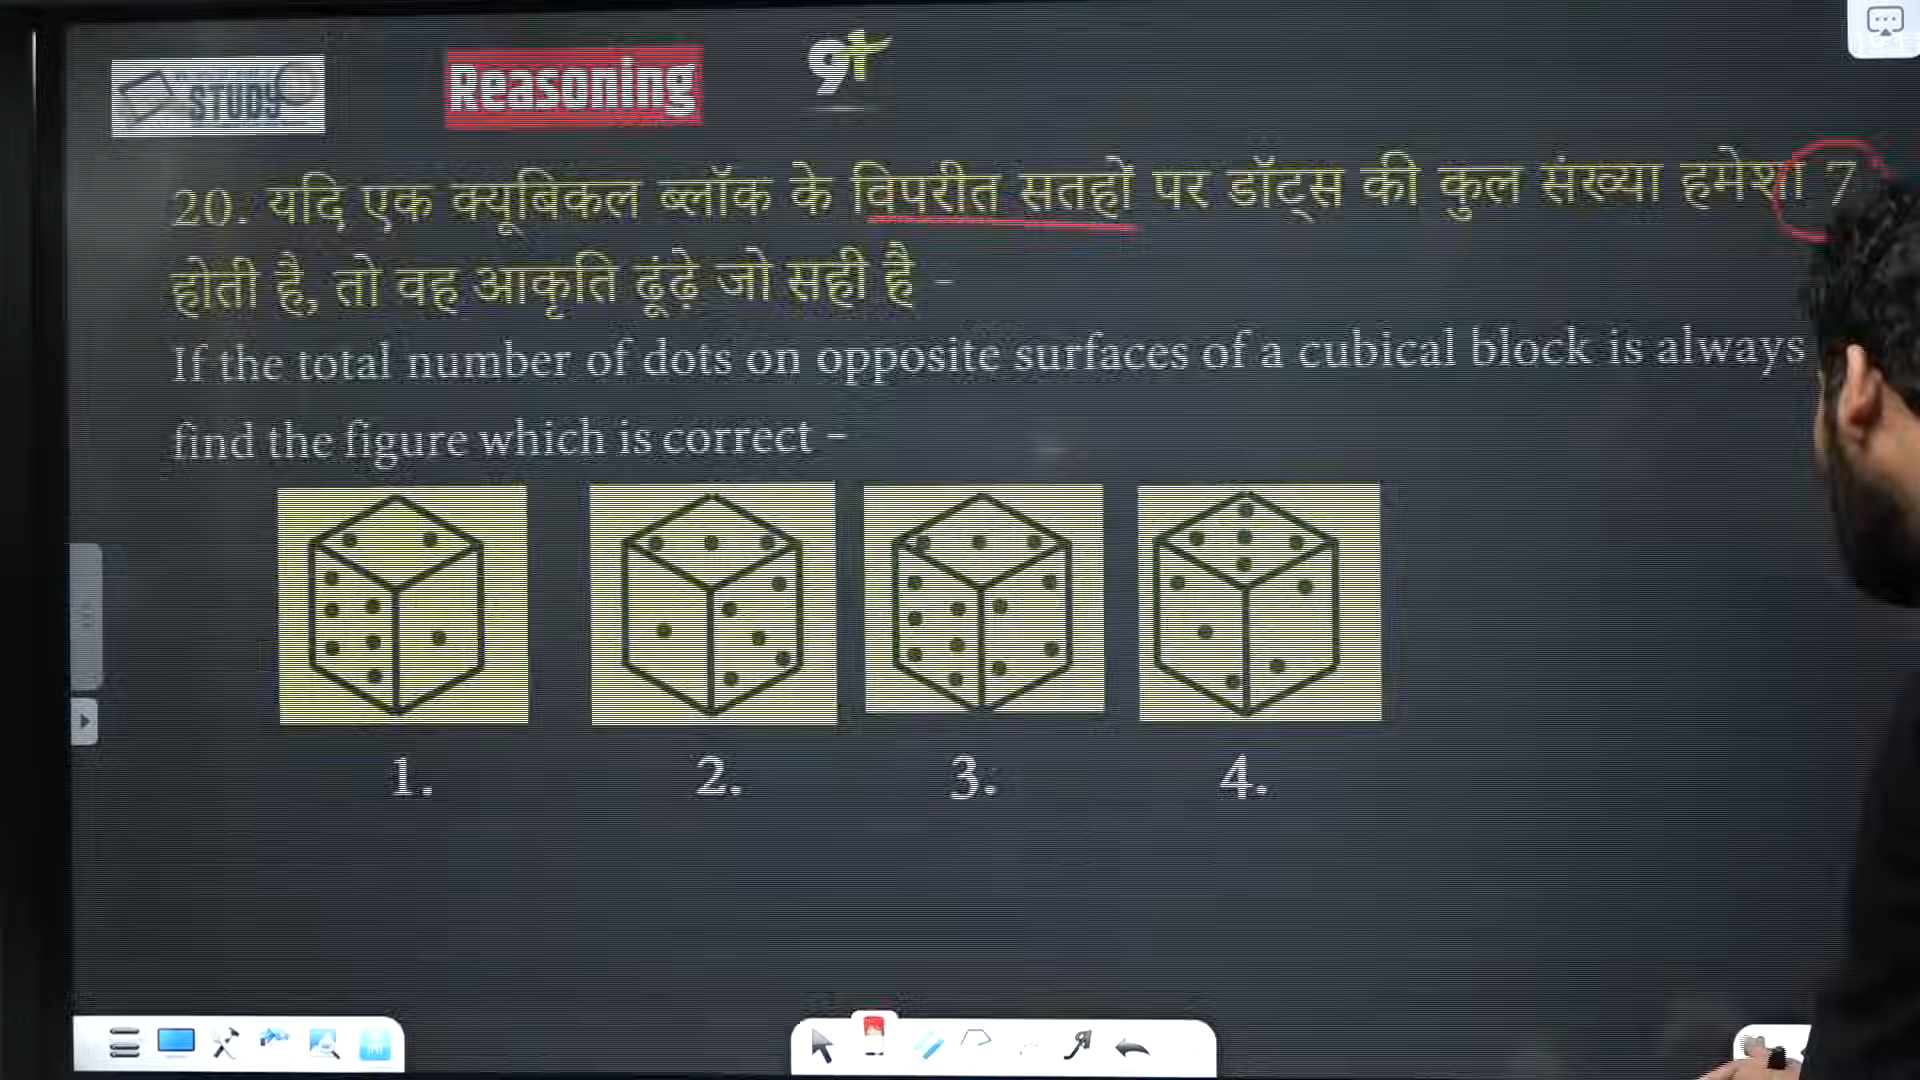 STUDY
Reasoning
9+
20. यदि एक क्यूबिकल ब्लॉक के विपरीत सतहों पर डॉट्स की कुल संख्या हमेशा 7
होती है, तो वह आकृति ढूंढ़े जो सही है -
If the total number of dots on opposite surfaces of a cubical block is always
find the figure which is correct -
1. 2. 3. 4.